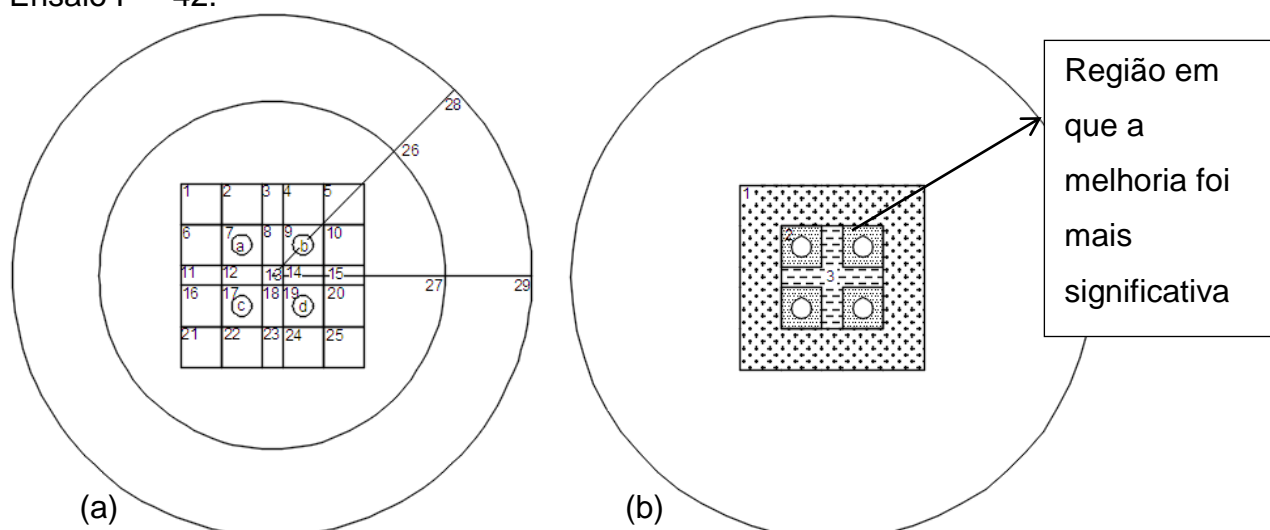 Ensaio 42.
28
26
1 2 3 4 5
6 7 8 9 10
a b
11 12 13 14 15
27 29
16 17 18 19 20
c d
21 22 23 24 25
(a)
1
2
3
(b)
Região em
que a
melhoria foi
mais
significativa